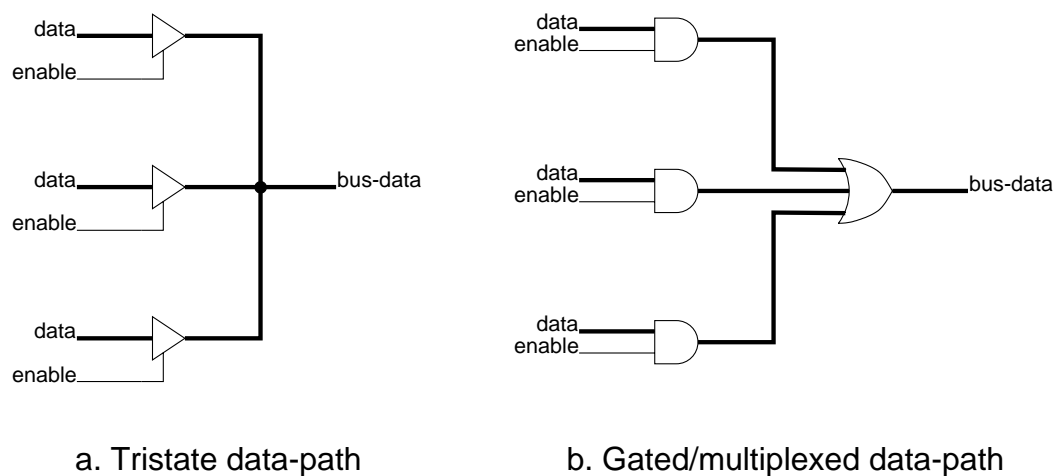 data
enable
data
enable
bus-data
data
enable
a. Tristate data-path
data
enable
data
enable
bus-data
data
enable
b. Gated/multiplexed data-path